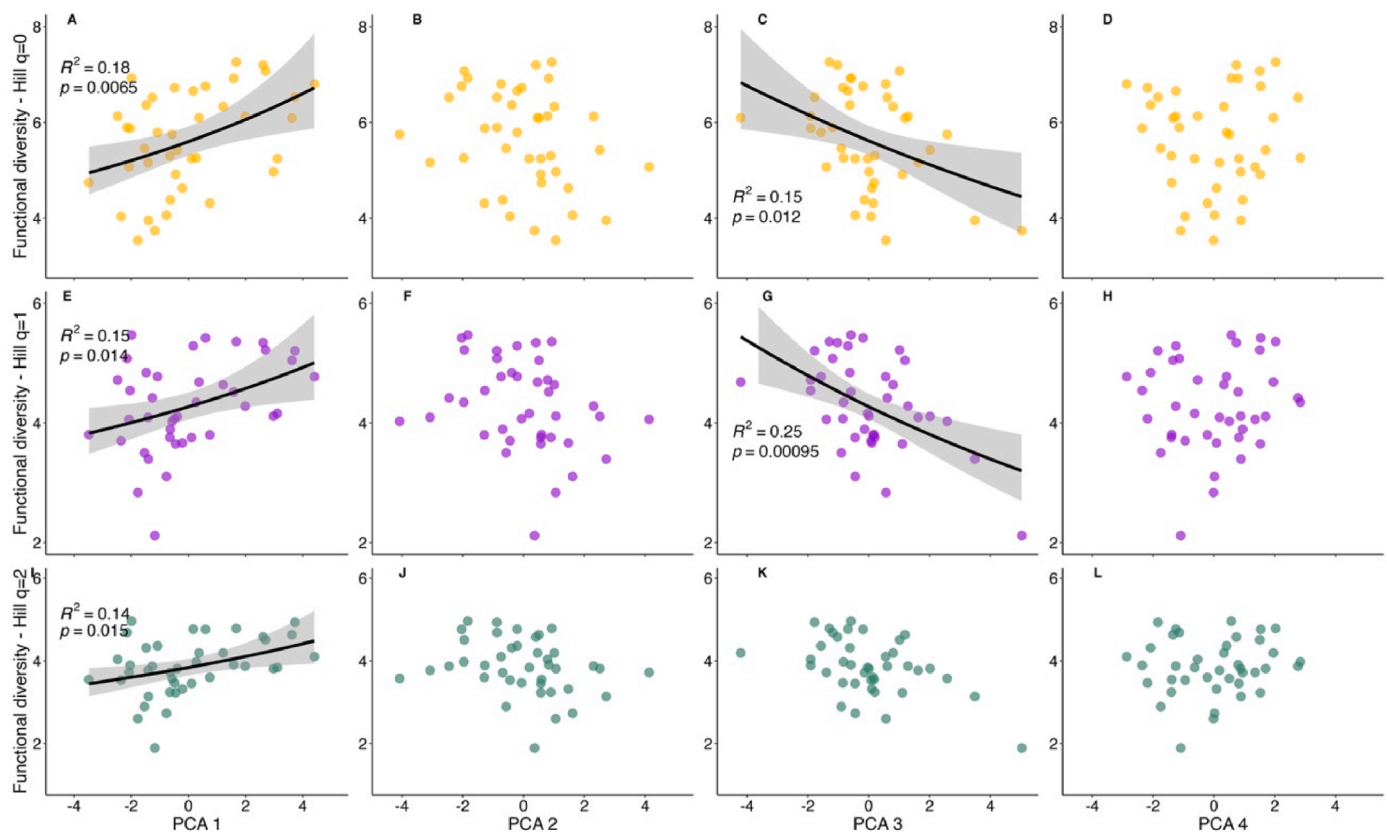 A
B
C
D
Functional diversity - Hill q=0
8
6
4
R² = 0.18
p = 0.0065
8
6
4
8
6
4
R² = 0.15
p = 0.012
8
6
4
E
F
G
H
Functional diversity - Hill q=1
6
4
2
R² = 0.15
p = 0.014
6
4
2
6
4
2
R² = 0.25
p = 0.00095
6
4
2
I
J
K
L
Functional diversity - Hill q=2
6
4
2
R² = 0.14
p = 0.015
6
4
2
6
4
2
6
4
2
-4 -2 0 2 4
-4 -2 0 2 4
-4 -2 0 2 4
-4 -2 0 2 4
PCA 1
PCA 2
PCA 3
PCA 4